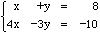 x +y = 8
4x -3y = -10